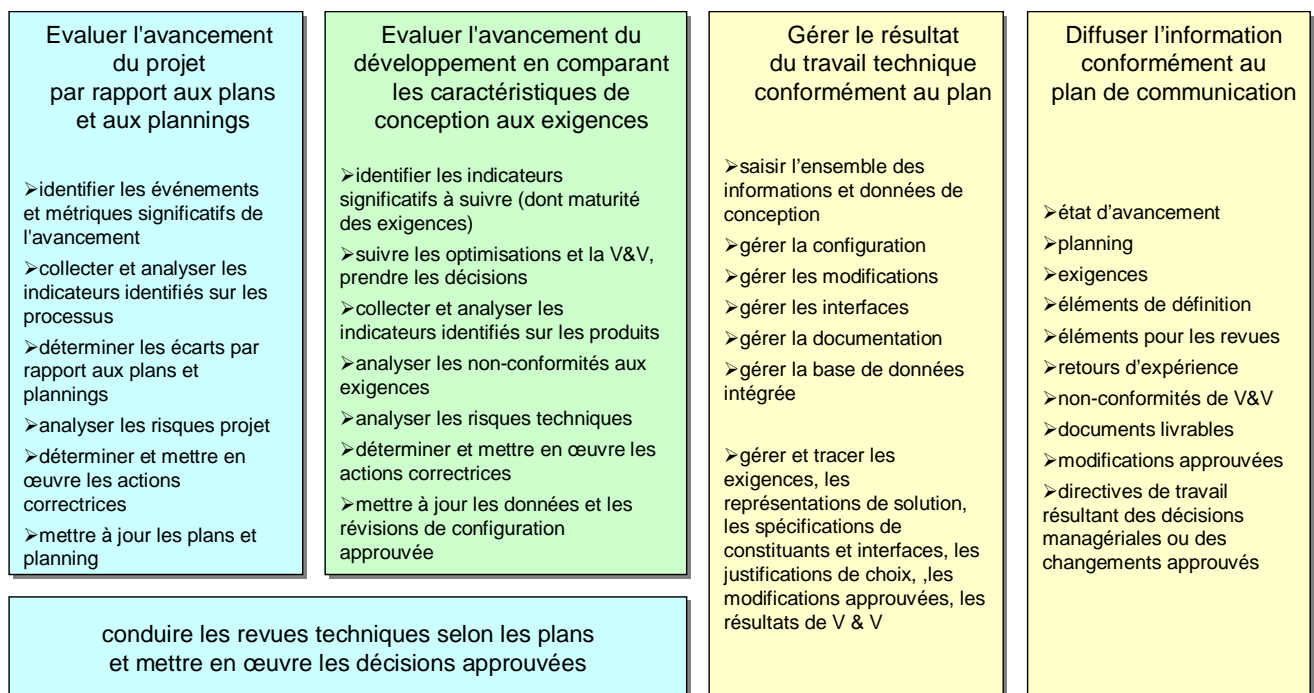 Evaluer l'avancement
du projet
par rapport aux plans
et aux plannings
➢identifier les événements
et métriques significatifs de
l'avancement
➢collecter et analyser les
indicateurs identifiés sur les
processus
➢déterminer les écarts par
rapport aux plans et
plannings
➢analyser les risques projet
➢déterminer et mettre en
œuvre les actions
correctrices
➢mettre à jour les plans et
planning
Evaluer l'avancement du
développement en comparant
les caractéristiques de
conception aux exigences
➢identifier les indicateurs
significatifs à suivre (dont maturité
des exigences)
➢suivre les optimisations et la V&V,
prendre les décisions
➢collecter et analyser les
indicateurs identifiés sur les produits
➢analyser les non-conformités aux
exigences
➢analyser les risques techniques
➢déterminer et mettre en œuvre les
actions correctrices
➢mettre à jour les données et les
révisions de configuration
approuvée
conduire les revues techniques selon les plans
et mettre en œuvre les décisions approuvées
Gérer le résultat
du travail technique
conformément au plan
➢saisir l’ensemble des
informations et données de
conception
➢gérer la configuration
➢gérer les modifications
➢gérer les interfaces
➢gérer la documentation
➢gérer la base de données
intégrée
➢gérer et tracer les
exigences, les
représentations de solution,
les spécifications de
constituants et interfaces, les
justifications de choix, ,les
modifications approuvées, les
résultats de V & V
Diffuser l’information
conformément au
plan de communication
➢état d’avancement
➢planning
➢exigences
➢éléments de définition
➢éléments pour les revues
➢retours d’expérience
➢non-conformités de V&V
➢documents livrables
➢modifications approuvées
➢directives de travail
résultant des décisions
managériales ou des
changements approuvés